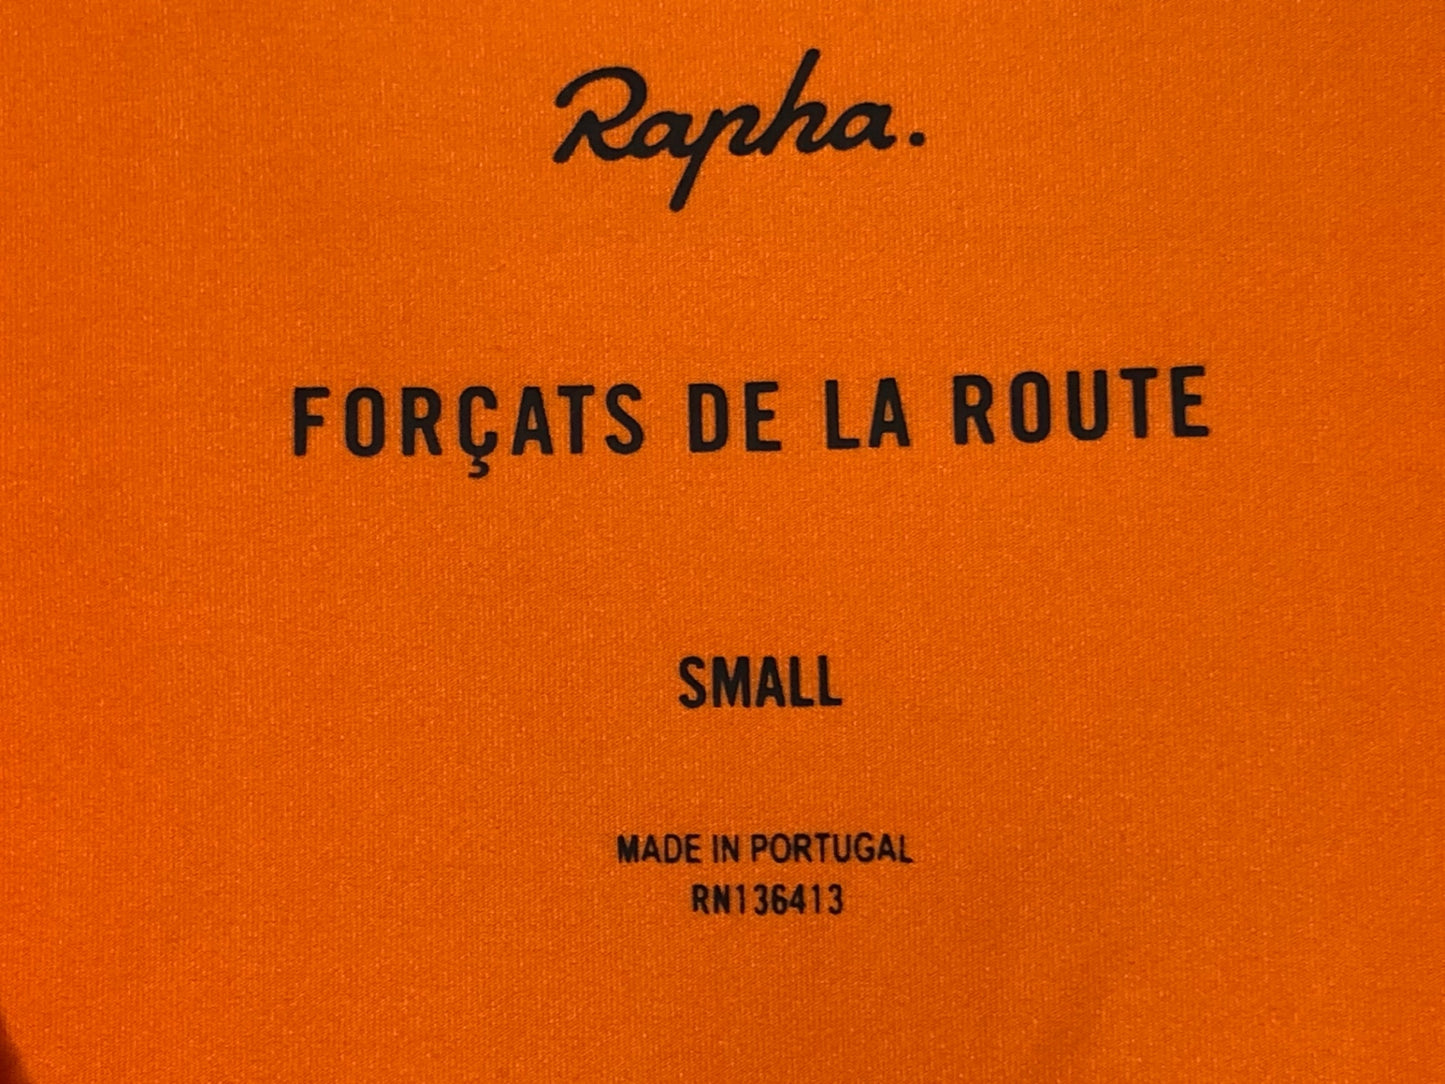 Rapha.
FORÇATS DE LA ROUTE
SMALL
MADE IN PORTUGAL
RN136413